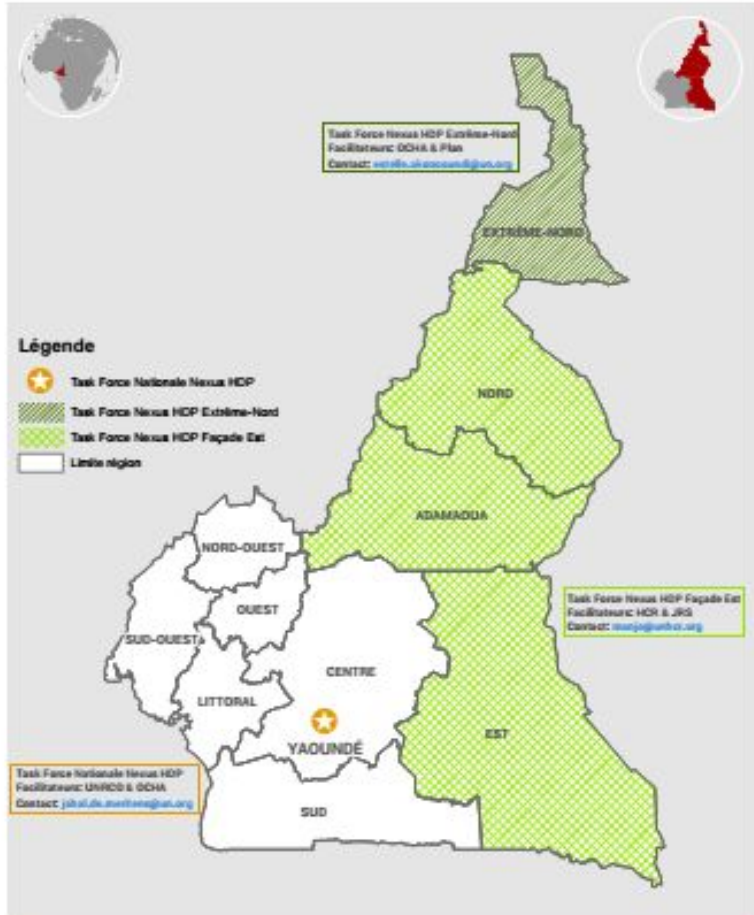 Task Force Nexus HDP Extrême-Nord
Facilitateurs: OCHA & Plan
Contact:
EXTRÊME-NORD
Légende
Task Force Nationale Nexus HDP
Task Force Nexus HDP Extrême-Nord
Task Force Nexus HDP Façade Est
Limite région
NORD
ADAMAOUA
NORD-OUEST
OUEST
SUD-OUEST
LITTORAL
CENTRE
YAOUNDÉ
EST
SUD
Task Force Nexus HDP Façade Est
Facilitateurs: HCR & JRS
Contact:
Task Force Nationale Nexus HDP
Facilitateurs: UNRCO & OCHA
Contact: